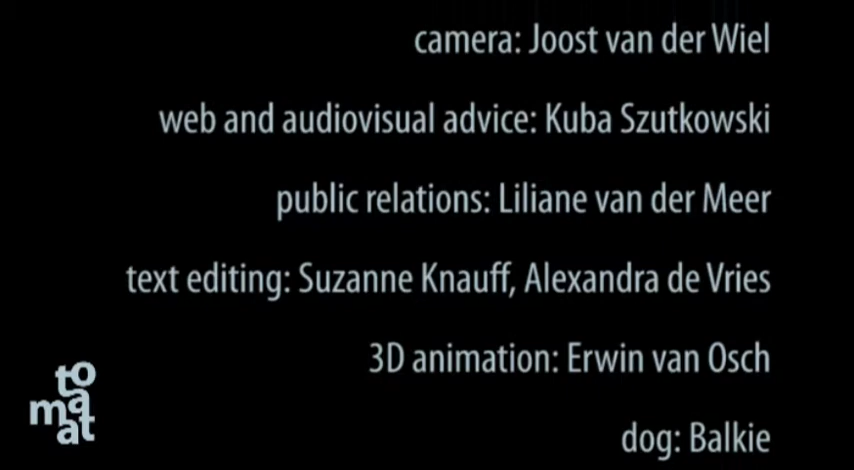 camera: Joost van der Wiel
web and audiovisual advice: Kuba Szutkowski
public relations: Liliane van der Meer
text editing: Suzanne Knauff, Alexandra de Vries
3D animation: Erwin van Osch
dog: Balkie
to
ma
at